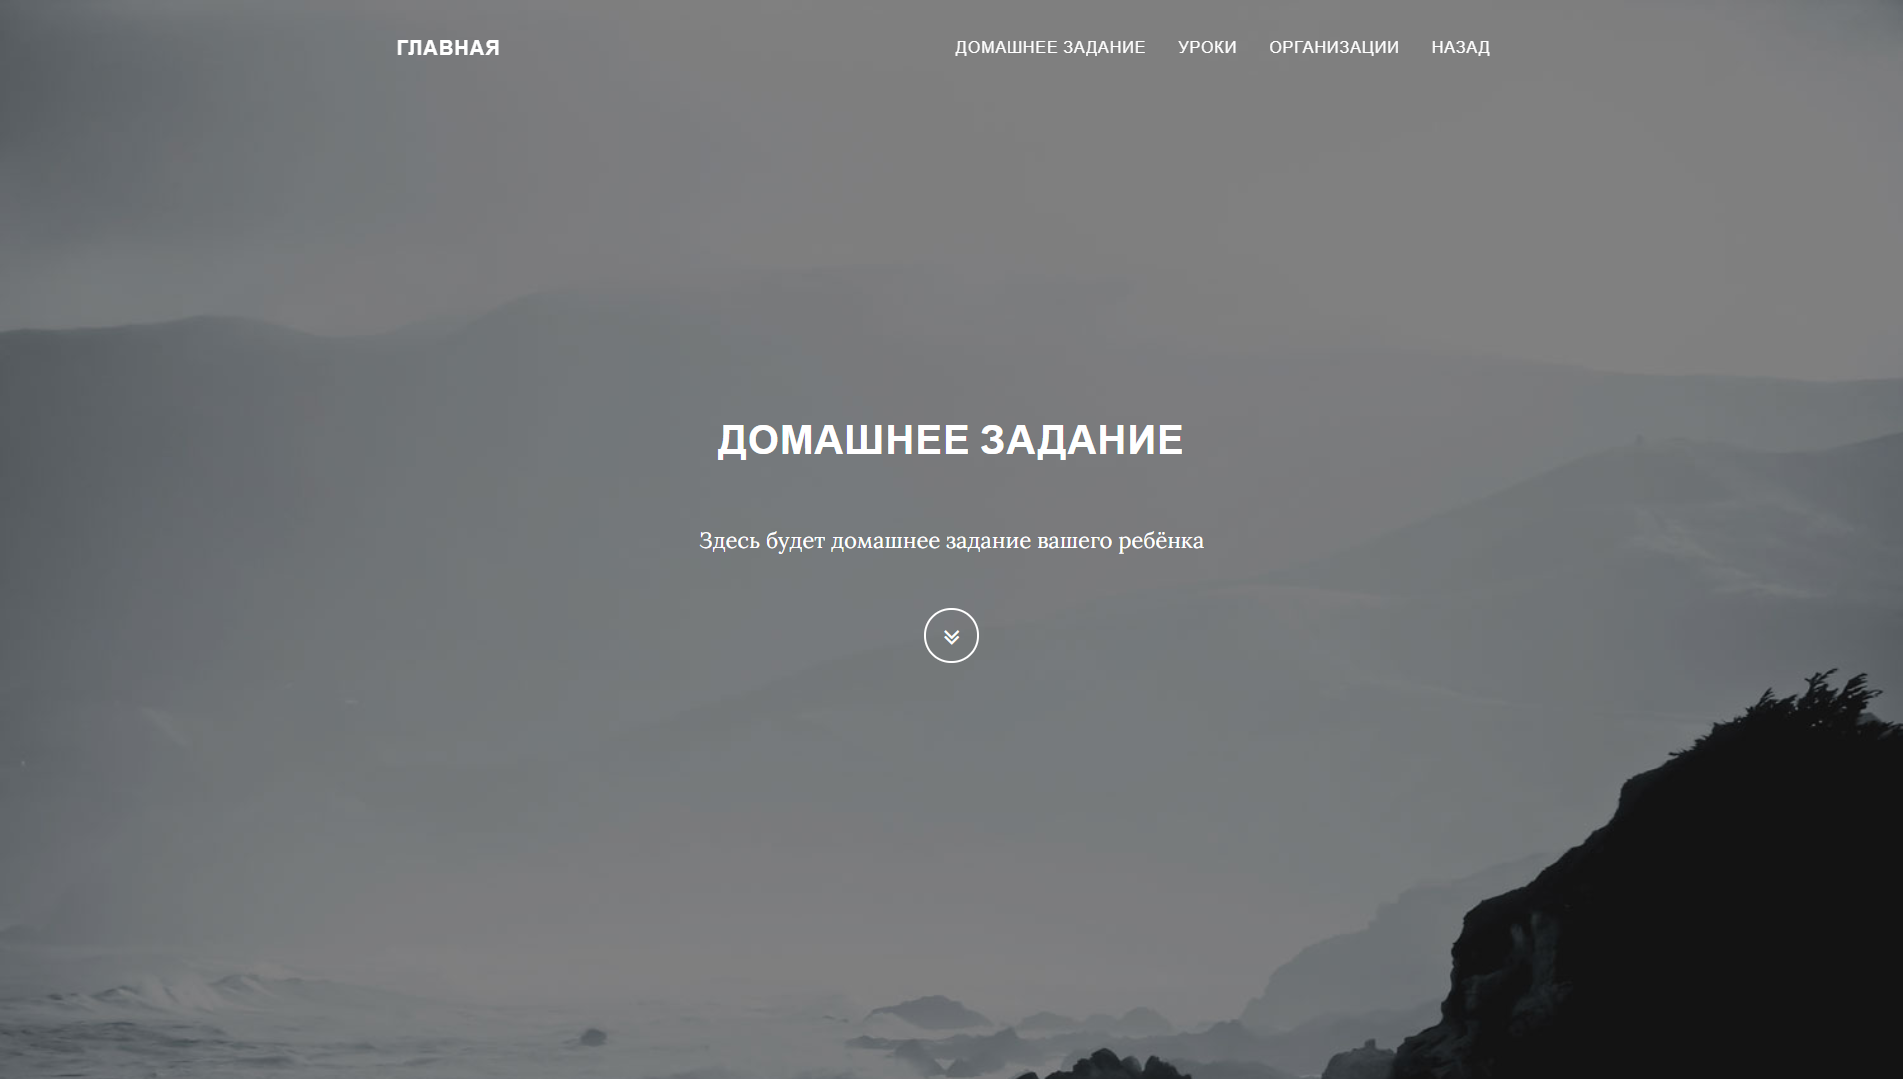 ГЛАВНАЯ
ДОМАШНЕЕ ЗАДАНИЕ УРОКИ ОРГАНИЗАЦИИ НАЗАД
ДОМАШНЕЕ ЗАДАНИЕ
Здесь будет домашнее задание вашего ребёнка